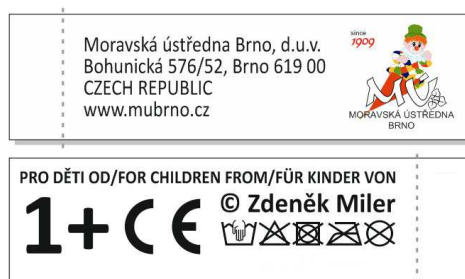 Moravská ústředna Brno, d.u.v.
Bohunická 576/52, Brno 619 00
CZECH REPUBLIC
www.mubrno.cz
since
1909
MÚ
MORAVSKÁ ÚSTŘEDNA
BRNO
PRO DĚTI OD/FOR CHILDREN FROM/FÜR KINDER VON
1+ CE
© Zdeněk Miler